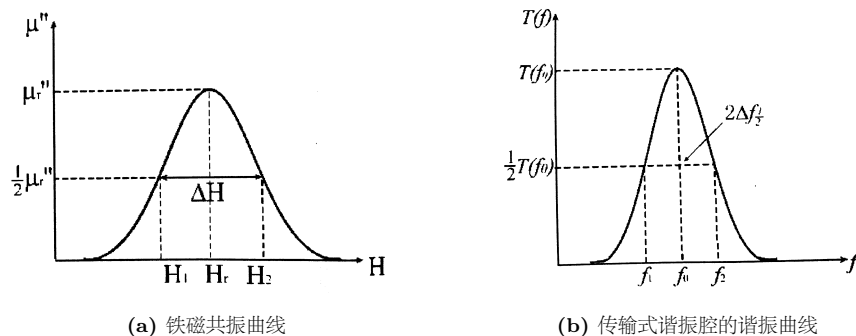 μ"
μr"
½μr"
ΔH
H₁ Hr H₂ H
(a) 铁磁共振曲线
T(f)
T(f₀)
½T(f₀)
2Δf½
f₁ f₀ f₂ f
(b) 传输式谐振腔的谐振曲线